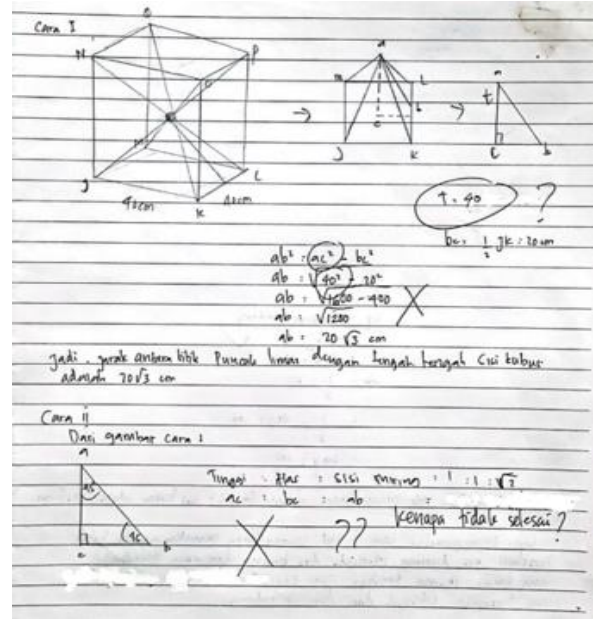 Cara I
O
N
P
O
M
J
L
K
40cm
40cm
→
a
m
L
b
c
J
K
→
a
t
c
b
t = 40 ?
bc = 1/2 JK = 20 cm
ab² = ac² - bc²
ab = √40² - 20²
ab = √1600 - 400
ab = √1200
ab = 20√3 cm
Jadi, jarak antara titik Puncak limas dengan tengah tengah sisi kubus
adalah 20√3 cm
Cara II
Dari gambar cara 1
a
45
45
c
b
Tinggi : alas : sisi miring = 1 : 1 : √2
ac : bc : ab :
?? kenapa tidak selesai ?